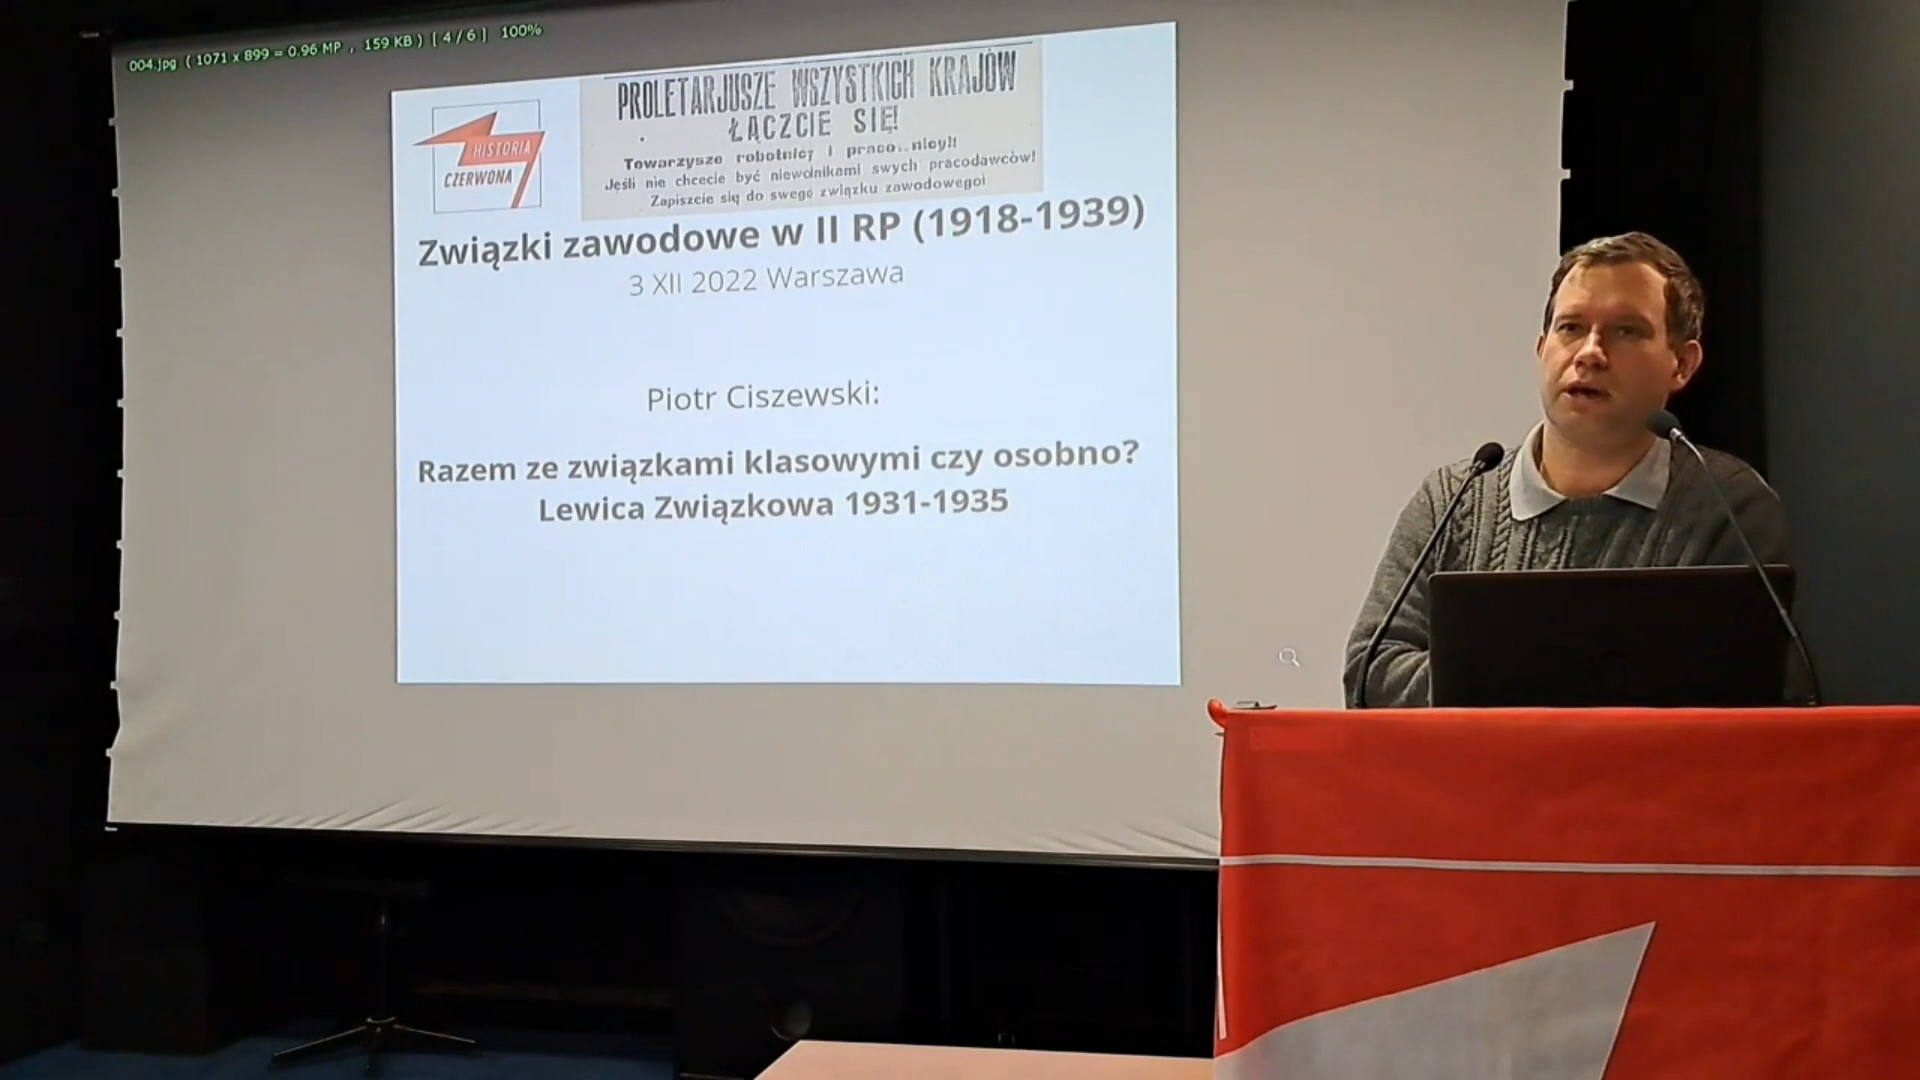 004.jpg ( 1071 x 899 = 0.96 MP , 159 KB ) [ 4 / 6 ] 100%
HISTORIA
CZERWONA
PROLETARJUSZE WSZYSTKICH KRAJÓW
ŁĄCZCIE SIĘ!
Towarzysze robotnicy i praco..nicy!!
Jeśli nie chcecie być niewolnikami swych pracodawców!
Zapiszcie się do swego związku zawodowego!
Związki zawodowe w II RP (1918-1939)
3 XII 2022 Warszawa
Piotr Ciszewski:
Razem ze związkami klasowymi czy osobno?
Lewica Związkowa 1931-1935